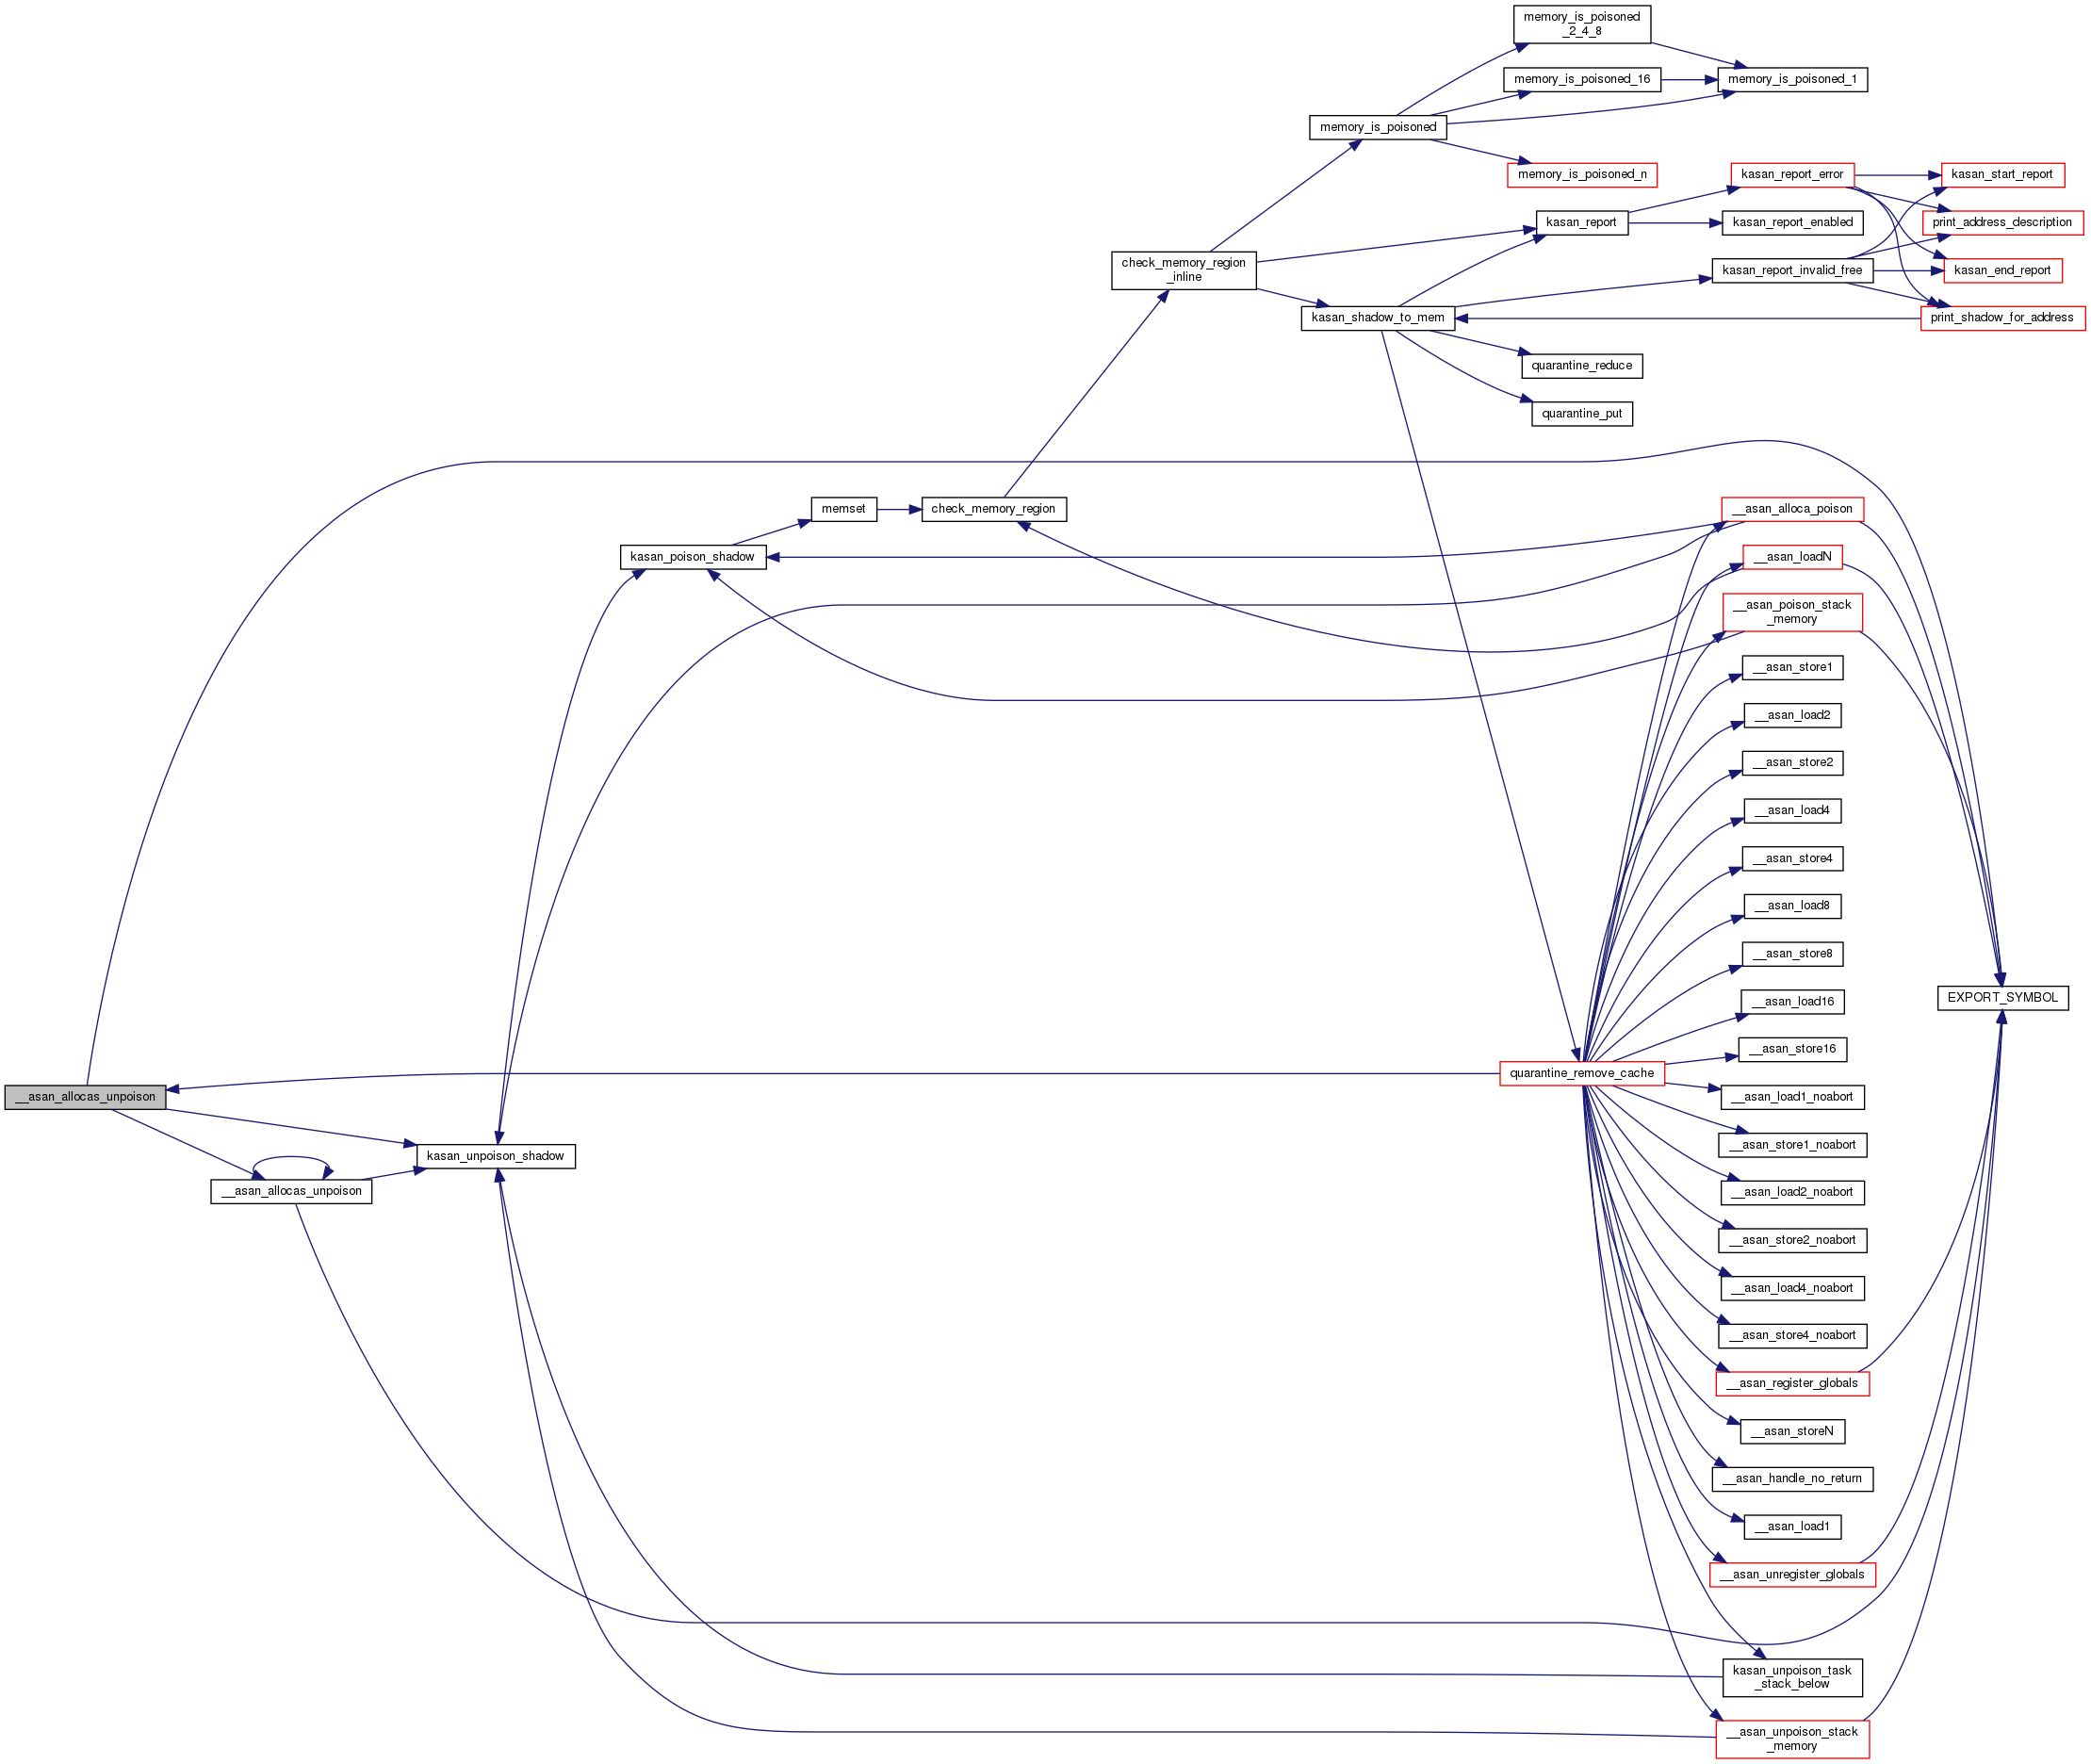 memory_is_poisoned
_2_4_8
memory_is_poisoned_16
memory_is_poisoned_1
memory_is_poisoned
memory_is_poisoned_n
kasan_report_error
kasan_start_report
kasan_report
kasan_report_enabled
print_address_description
check_memory_region
_inline
kasan_report_invalid_free
kasan_end_report
kasan_shadow_to_mem
print_shadow_for_address
quarantine_reduce
quarantine_put
memset
check_memory_region
__asan_alloca_poison
kasan_poison_shadow
__asan_loadN
__asan_poison_stack
_memory
__asan_store1
__asan_load2
__asan_store2
__asan_load4
__asan_store4
__asan_load8
__asan_store8
__asan_load16
EXPORT_SYMBOL
__asan_store16
quarantine_remove_cache
__asan_allocas_unpoison
__asan_load1_noabort
__asan_store1_noabort
kasan_unpoison_shadow
__asan_allocas_unpoison
__asan_load2_noabort
__asan_store2_noabort
__asan_load4_noabort
__asan_store4_noabort
__asan_register_globals
__asan_storeN
__asan_handle_no_return
__asan_load1
__asan_unregister_globals
kasan_unpoison_task
_stack_below
__asan_unpoison_stack
_memory